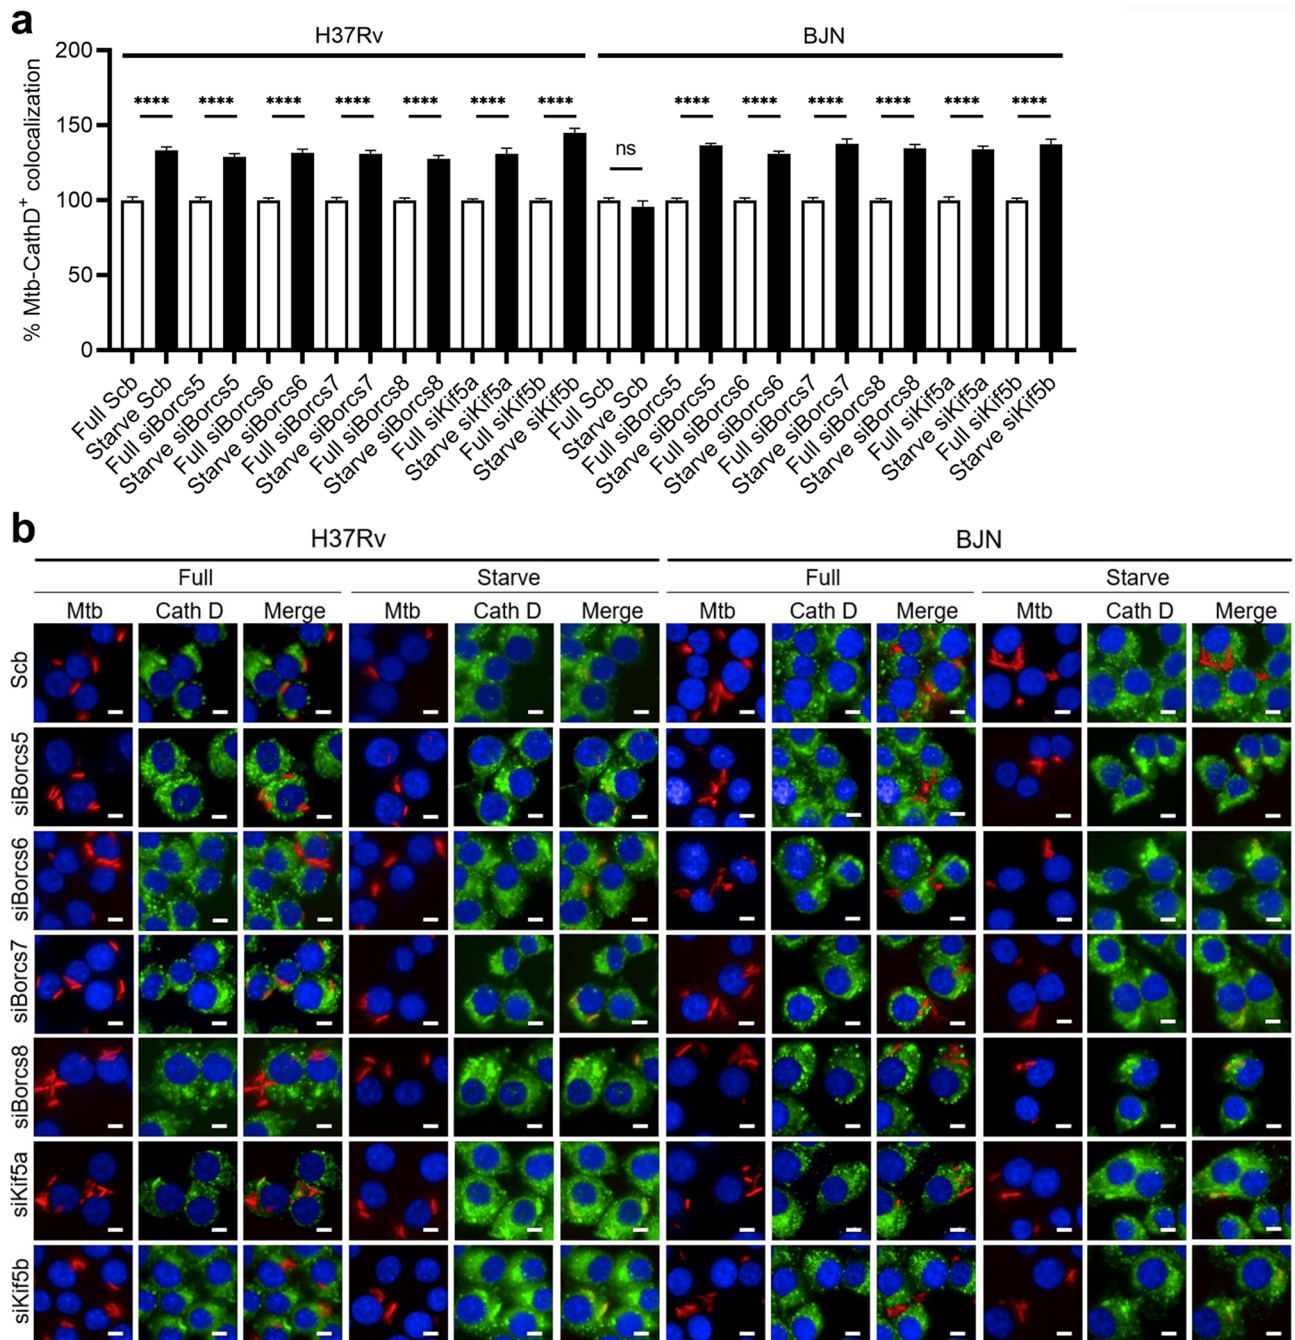 a
H37Rv
BJN
200
150
100
50
0
% Mtb-CathD+ colocalization
**** **** **** **** **** **** **** ns **** **** **** **** **** ****
Full Scb
Starve Scb
Full siBorcs5
Starve siBorcs5
Full siBorcs6
Starve siBorcs6
Full siBorcs7
Starve siBorcs7
Full siBorcs8
Starve siBorcs8
Full siKif5a
Starve siKif5a
Full siKif5b
Starve siKif5b
Full Scb
Starve Scb
Full siBorcs5
Starve siBorcs5
Full siBorcs6
Starve siBorcs6
Full siBorcs7
Starve siBorcs7
Full siBorcs8
Starve siBorcs8
Full siKif5a
Starve siKif5a
Full siKif5b
Starve siKif5b
b
H37Rv
BJN
Full Starve Full Starve
Mtb Cath D Merge Mtb Cath D Merge Mtb Cath D Merge Mtb Cath D Merge
Scb
siBorcs5
siBorcs6
siBorcs7
siBorcs8
siKif5a
siKif5b